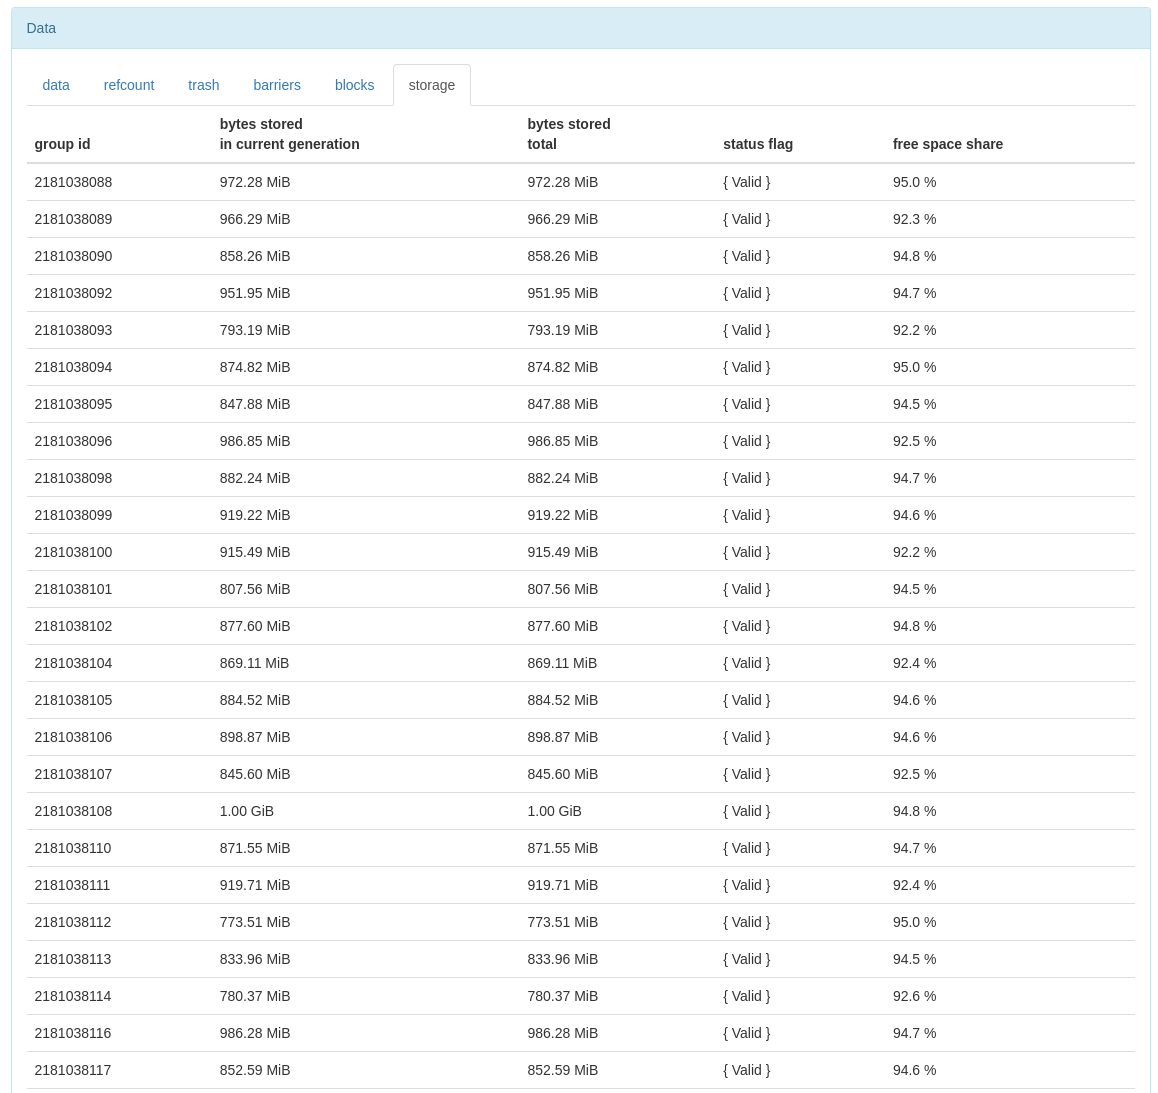 Data
data refcount trash barriers blocks storage
bytes stored bytes stored
group id in current generation total status flag free space share
2181038088 972.28 MiB 972.28 MiB { Valid } 95.0 %
2181038089 966.29 MiB 966.29 MiB { Valid } 92.3 %
2181038090 858.26 MiB 858.26 MiB { Valid } 94.8 %
2181038092 951.95 MiB 951.95 MiB { Valid } 94.7 %
2181038093 793.19 MiB 793.19 MiB { Valid } 92.2 %
2181038094 874.82 MiB 874.82 MiB { Valid } 95.0 %
2181038095 847.88 MiB 847.88 MiB { Valid } 94.5 %
2181038096 986.85 MiB 986.85 MiB { Valid } 92.5 %
2181038098 882.24 MiB 882.24 MiB { Valid } 94.7 %
2181038099 919.22 MiB 919.22 MiB { Valid } 94.6 %
2181038100 915.49 MiB 915.49 MiB { Valid } 92.2 %
2181038101 807.56 MiB 807.56 MiB { Valid } 94.5 %
2181038102 877.60 MiB 877.60 MiB { Valid } 94.8 %
2181038104 869.11 MiB 869.11 MiB { Valid } 92.4 %
2181038105 884.52 MiB 884.52 MiB { Valid } 94.6 %
2181038106 898.87 MiB 898.87 MiB { Valid } 94.6 %
2181038107 845.60 MiB 845.60 MiB { Valid } 92.5 %
2181038108 1.00 GiB 1.00 GiB { Valid } 94.8 %
2181038110 871.55 MiB 871.55 MiB { Valid } 94.7 %
2181038111 919.71 MiB 919.71 MiB { Valid } 92.4 %
2181038112 773.51 MiB 773.51 MiB { Valid } 95.0 %
2181038113 833.96 MiB 833.96 MiB { Valid } 94.5 %
2181038114 780.37 MiB 780.37 MiB { Valid } 92.6 %
2181038116 986.28 MiB 986.28 MiB { Valid } 94.7 %
2181038117 852.59 MiB 852.59 MiB { Valid } 94.6 %